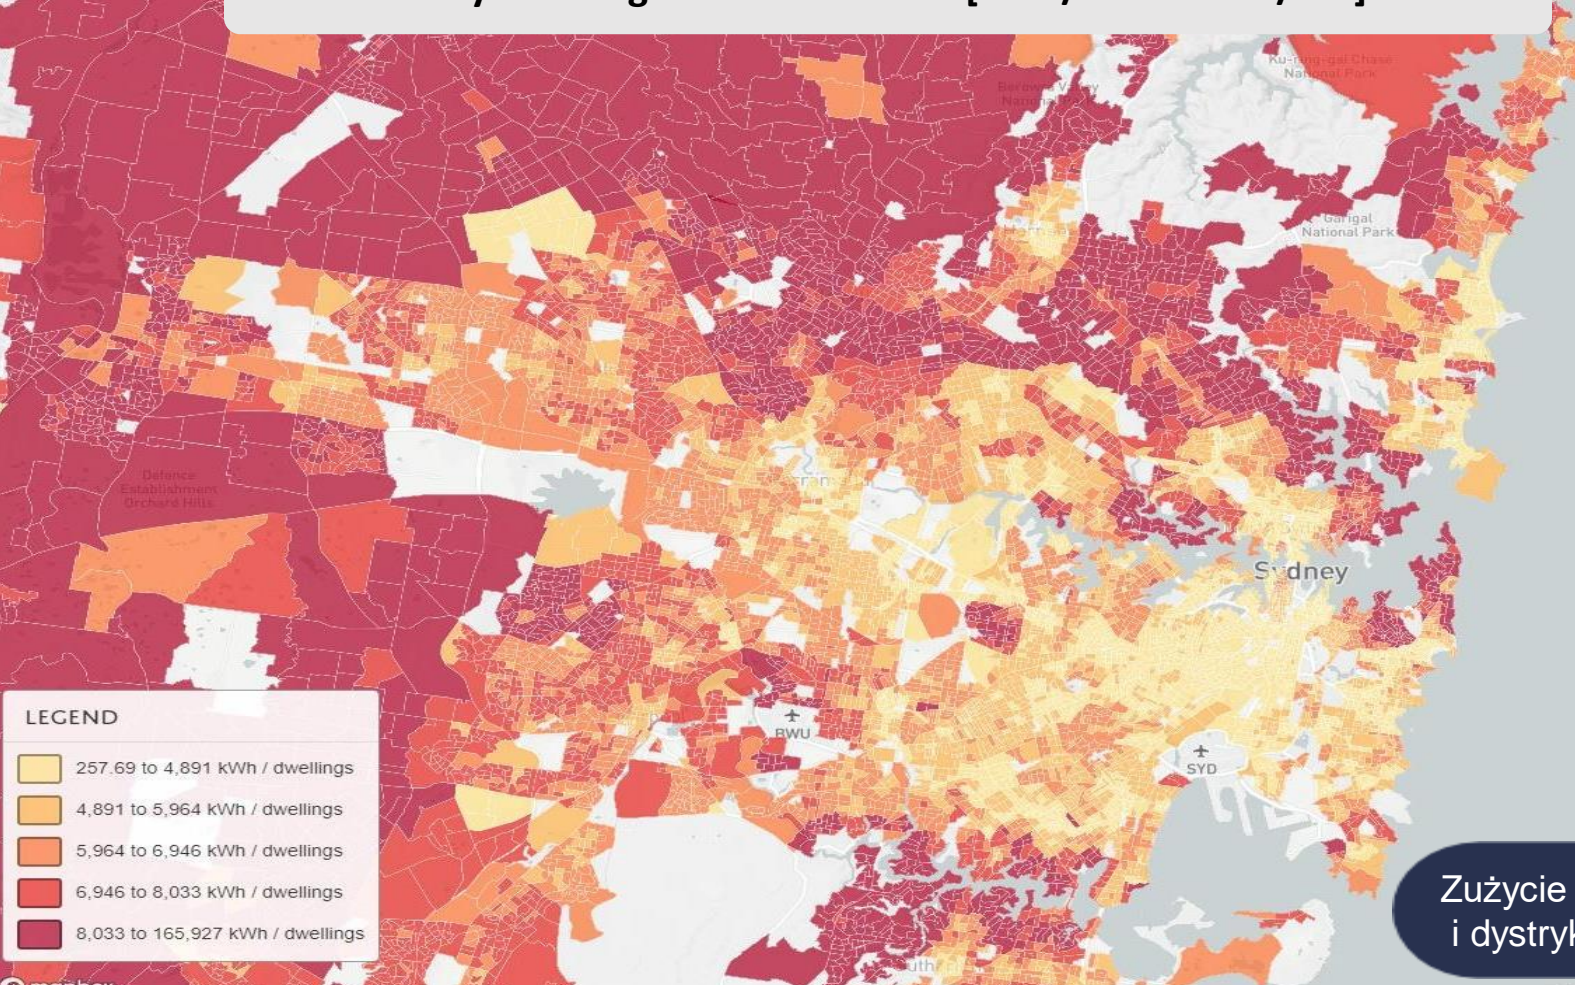 Ku-ring-gai Chase
National Park
Garigal
National Park
Defence
Establishment
Orchard Hills
Sydney
BWU
SYD
LEGEND
257.69 to 4,891 kWh / dwellings
4,891 to 5,964 kWh / dwellings
5,964 to 6,946 kWh / dwellings
6,946 to 8,033 kWh / dwellings
8,033 to 165,927 kWh / dwellings
Zużycie
i dystryk